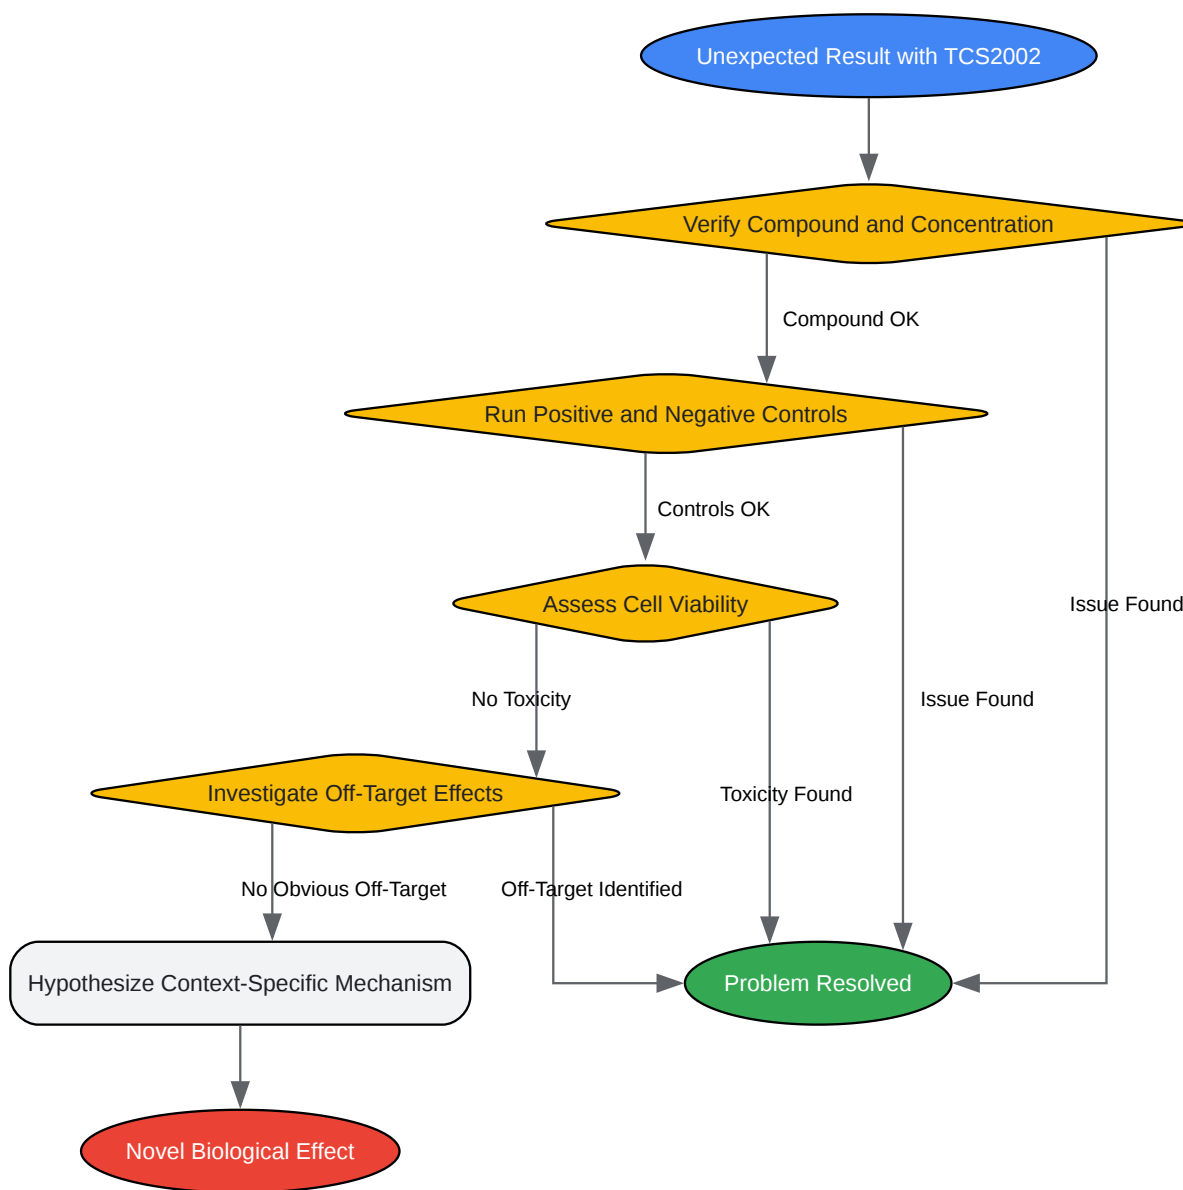 Unexpected Result with TCS2002
Verify Compound and Concentration
Compound OK
Run Positive and Negative Controls
Controls OK
Assess Cell Viability
Issue Found
No Toxicity
Issue Found
Investigate Off-Target Effects
Toxicity Found
No Obvious Off-Target
Off-Target Identified
Hypothesize Context-Specific Mechanism
Problem Resolved
Novel Biological Effect